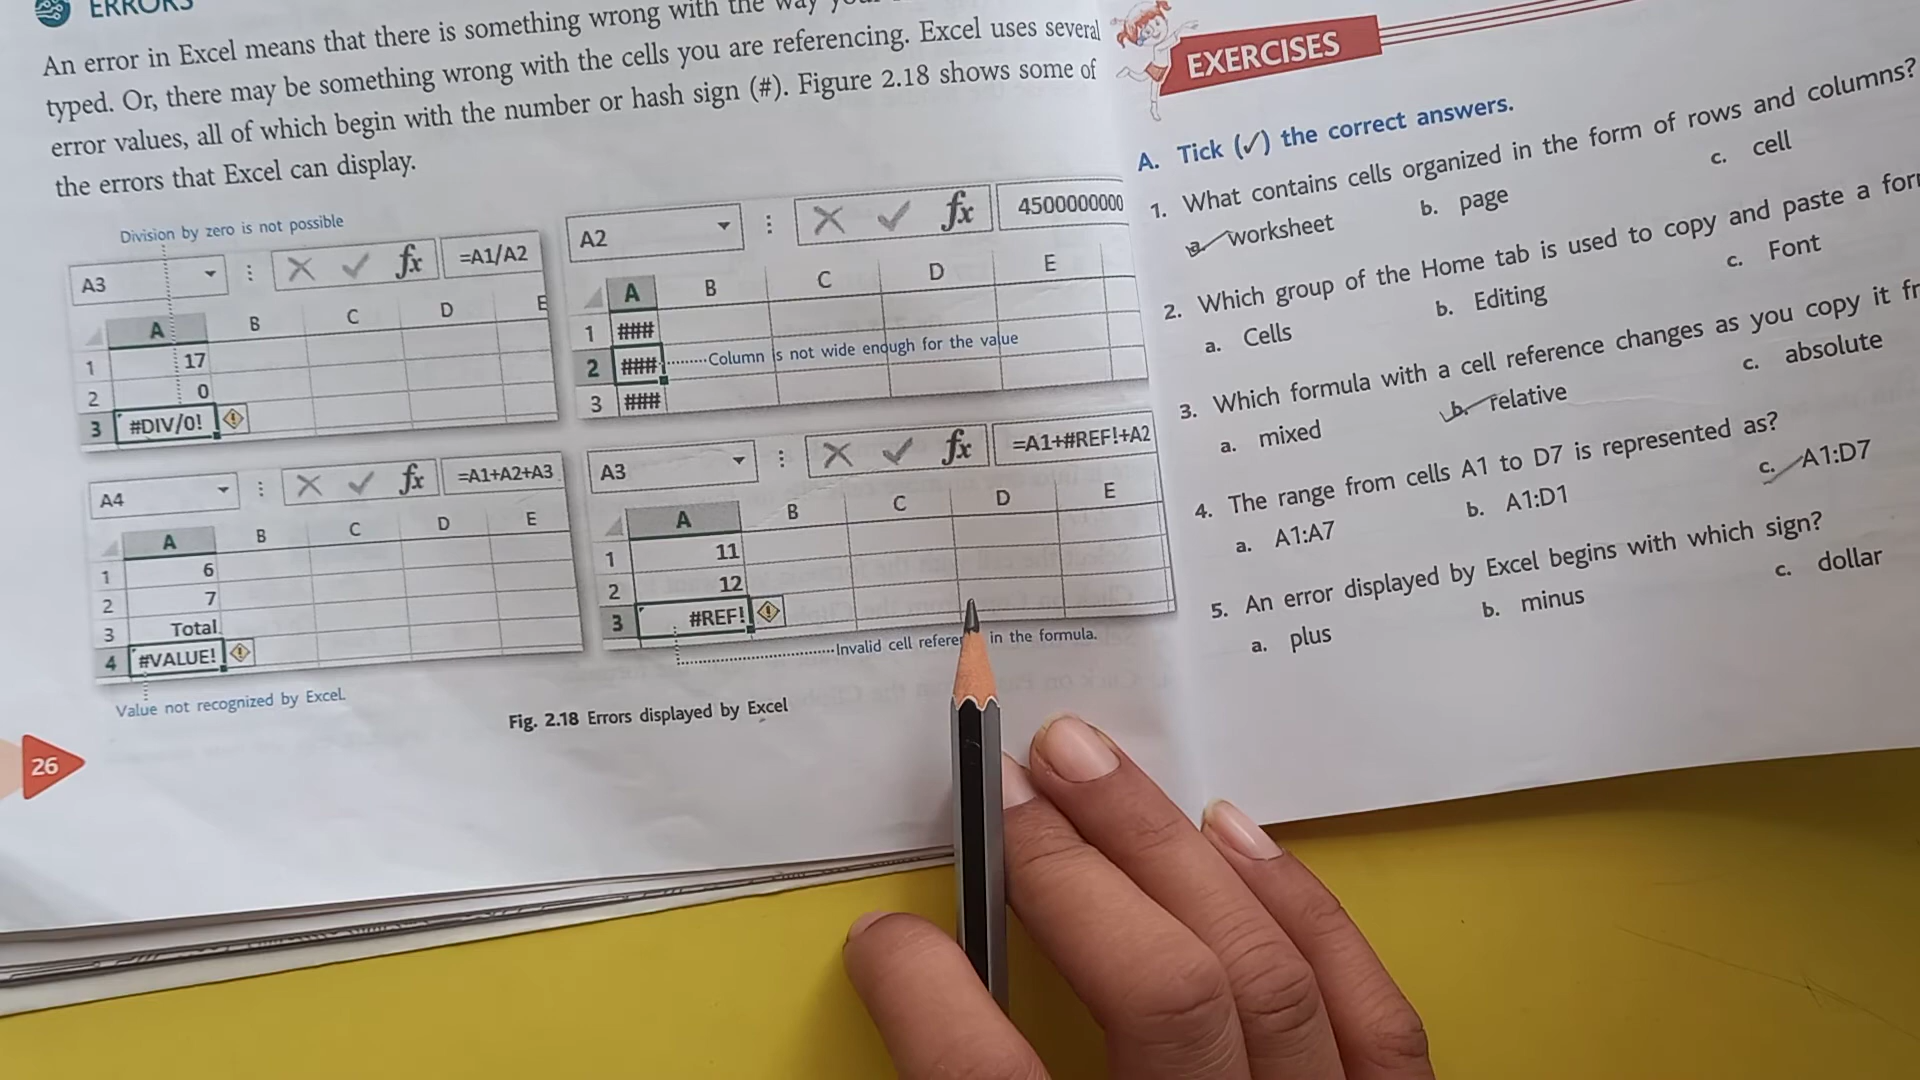 ERRORS
An error in Excel means that there is something wrong with the way
typed. Or, there may be something wrong with the cells you are referencing. Excel uses several
error values, all of which begin with the number or hash sign (#). Figure 2.18 shows some of
the errors that Excel can display.
Division by zero is not possible
A3 fx =A1/A2
A B C D E
1 17
2 0
3 #DIV/0!
A2 fx 4500000000
A B C D E
1 ###
2 ### Column is not wide enough for the value
3 ###
A4 fx =A1+A2+A3
A B C D E
1 6
2 7
3 Total
4 #VALUE!
Value not recognized by Excel.
A3 fx =A1+#REF!+A2
A B C D E
1 11
2 12
3 #REF!
Invalid cell in the formula.
Fig. 2.18 Errors displayed by Excel
26
EXERCISES
A. Tick (✓) the correct answers.
1. What contains cells organized in the form of rows and columns?
a. worksheet b. page c. cell
2. Which group of the Home tab is used to copy and paste a
a. Cells b. Editing c. Font
3. Which formula with a cell reference changes as you copy it
a. mixed b. relative c. absolute
4. The range from cells A1 to D7 is represented as?
a. A1:A7 b. A1:D1 c. A1:D7
5. An error displayed by Excel begins with which sign?
a. plus b. minus c. dollar